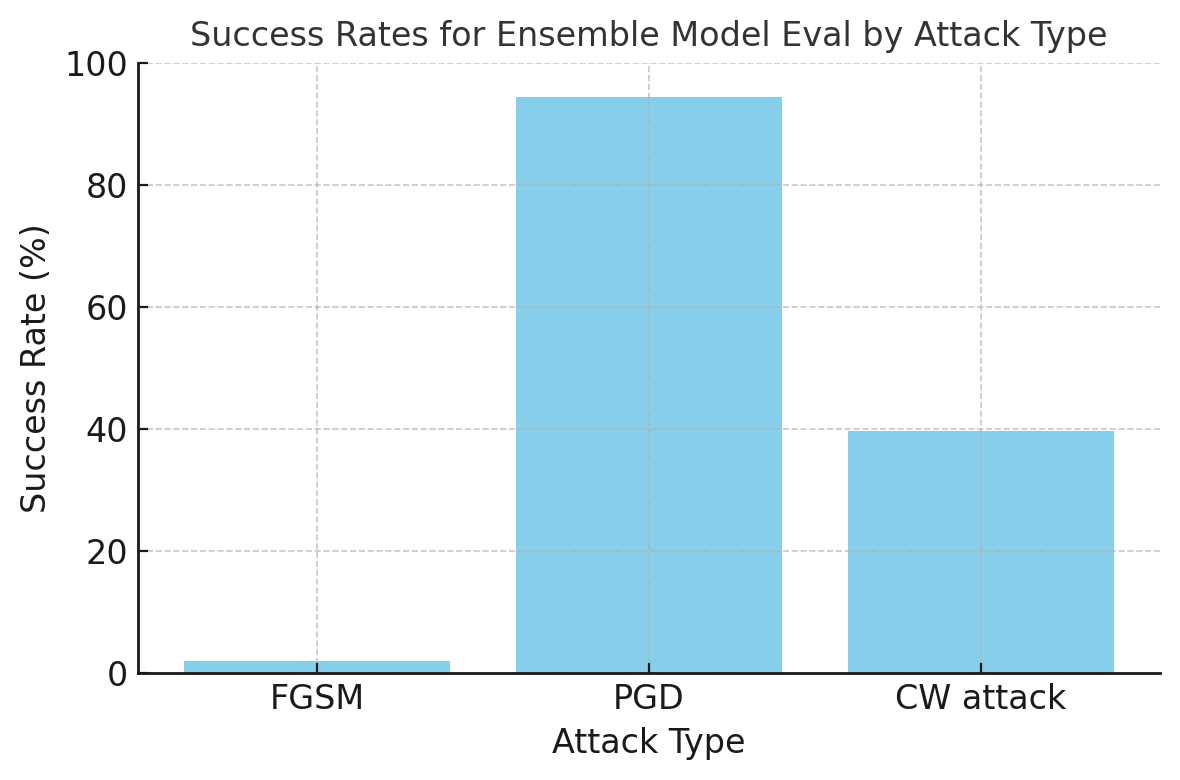 Success Rates for Ensemble Model Eval by Attack Type
100
80
60
40
20
0
Success Rate (%)
FGSM PGD CW attack
Attack Type